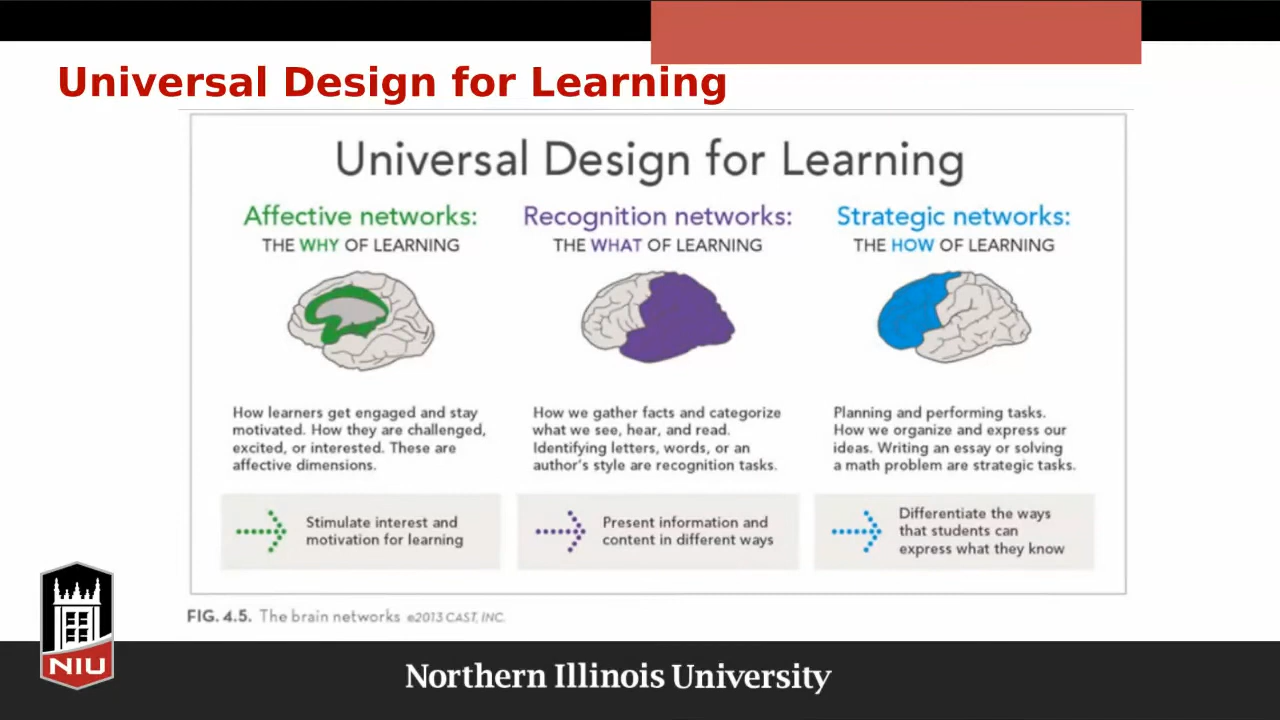 Universal Design for Learning
Universal Design for Learning
Affective networks:
THE WHY OF LEARNING
How learners get engaged and stay
motivated. How they are challenged,
excited, or interested. These are
affective dimensions.
Stimulate interest and
motivation for learning
Recognition networks:
THE WHAT OF LEARNING
How we gather facts and categorize
what we see, hear, and read.
Identifying letters, words, or an
author's style are recognition tasks.
Present information and
content in different ways
Strategic networks:
THE HOW OF LEARNING
Planning and performing tasks.
How we organize and express our
ideas. Writing an essay or solving
a math problem are strategic tasks.
Differentiate the ways
that students can
express what they know
FIG. 4.5. The brain networks ©2013 CAST, INC.
NIU
Northern Illinois University